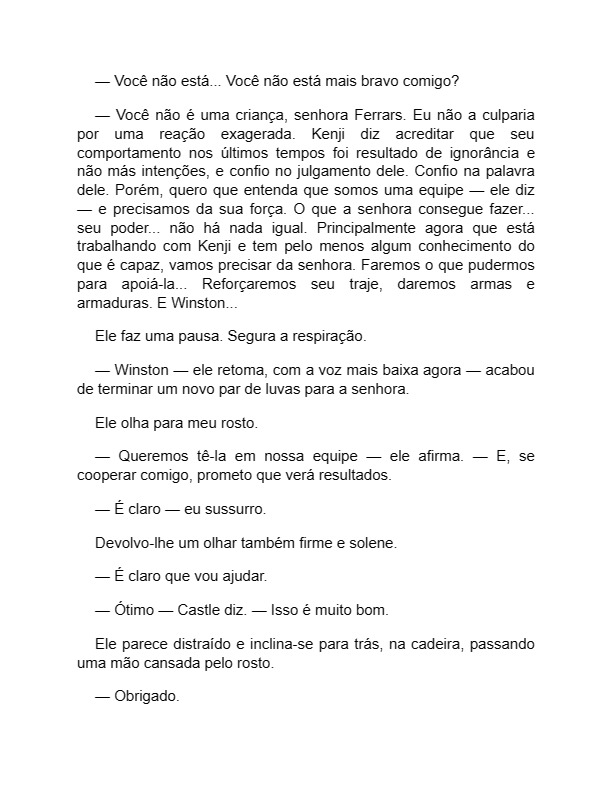 — Você não está... Você não está mais bravo comigo?
— Você não é uma criança, senhora Ferrars. Eu não a culparia
por uma reação exagerada. Kenji diz acreditar que seu
comportamento nos últimos tempos foi resultado de ignorância e
não más intenções, e confio no julgamento dele. Confio na palavra
dele. Porém, quero que entenda que somos uma equipe — ele diz
— e precisamos da sua força. O que a senhora consegue fazer...
seu poder... não há nada igual. Principalmente agora que está
trabalhando com Kenji e tem pelo menos algum conhecimento do
que é capaz, vamos precisar da senhora. Faremos o que pudermos
para apoiá-la... Reforçaremos seu traje, daremos armas e
armaduras. E Winston...
Ele faz uma pausa. Segura a respiração.
— Winston — ele retoma, com a voz mais baixa agora — acabou
de terminar um novo par de luvas para a senhora.
Ele olha para meu rosto.
— Queremos tê-la em nossa equipe — ele afirma. — E, se
cooperar comigo, prometo que verá resultados.
— É claro — eu sussurro.
Devolvo-lhe um olhar também firme e solene.
— É claro que vou ajudar.
— Ótimo — Castle diz. — Isso é muito bom.
Ele parece distraído e inclina-se para trás, na cadeira, passando
uma mão cansada pelo rosto.
— Obrigado.